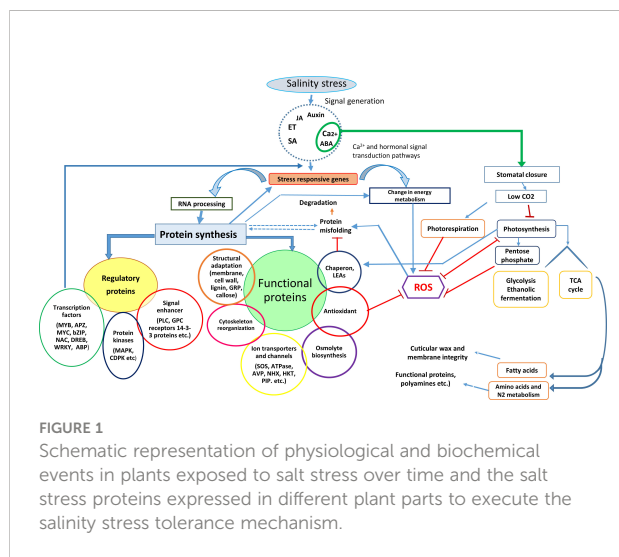 Salinity stress
Signal generation
JA
Auxin
ET
SA
Ca2+
ABA
Ca²⁺ and hormonal signal
transduction pathways
Stomatal closure
Stress responsive genes
RNA processing
Degradation
Change in energy
metabolism
Low CO2
Protein synthesis
Protein
misfolding
Photorespiration
Photosynthesis
Pentose
phosphate
Regulatory
proteins
Structural
adaptation
(membrane,
cell wall,
lignin, GRP,
callose)
Functional
proteins
Chaperon,
LEAs
ROS
Glycolysis
Ethanolic
fermentation
TCA
cycle
Transcription
factors
(MYB, APZ,
MYC, bZIP,
NAC, DREB,
WRKY, ABP)
Signal
enhancer
(PLC, GPC
receptors 14-3-
3 proteins etc.)
Protein
kinases
(MAPK,
CDPK etc)
Cytoskeleton
reorganization
Antioxidant
Ion transporters
and channels
(SOS, ATPase,
AVP, NHX, HKT,
PIP. etc.)
Osmolyte
biosynthesis
Cuticular wax and
membrane integrity
Fatty acids
Functional proteins,
polyamines etc.)
Amino acids and
N2 metabolism
FIGURE 1
Schematic representation of physiological and biochemical
events in plants exposed to salt stress over time and the salt
stress proteins expressed in different plant parts to execute the
salinity stress tolerance mechanism.